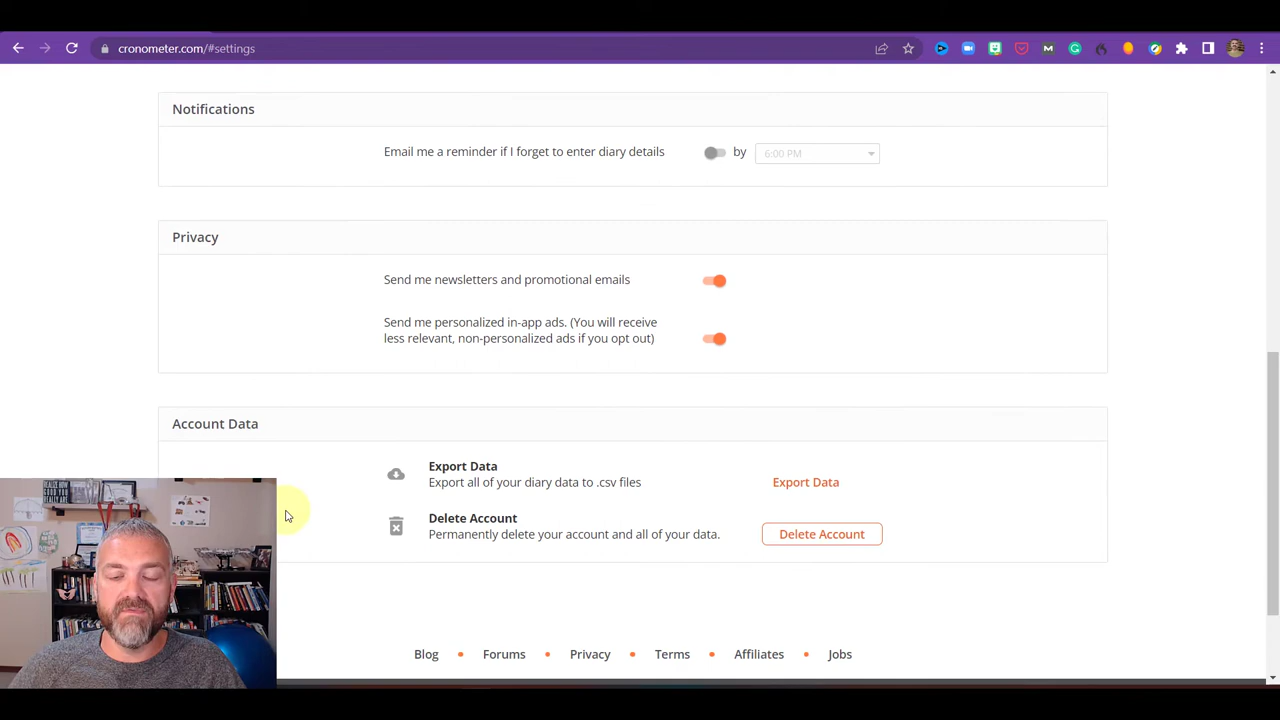 cronometer.com/#settings
Notifications
Email me a reminder if I forget to enter diary details
by
6:00 PM
Privacy
Send me newsletters and promotional emails
Send me personalized in-app ads. (You will receive
less relevant, non-personalized ads if you opt out)
Account Data
Export Data
Export all of your diary data to .csv files
Export Data
Delete Account
Permanently delete your account and all of your data.
Delete Account
Blog • Forums • Privacy • Terms • Affiliates • Jobs